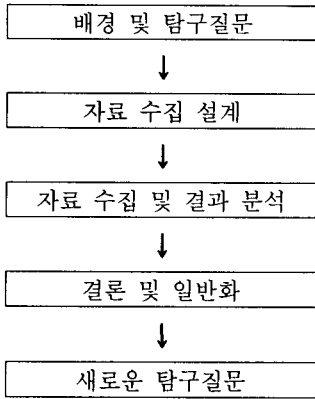 배경 및 탐구질문
자료 수집 설계
자료 수집 및 결과 분석
결론 및 일반화
새로운 탐구질문